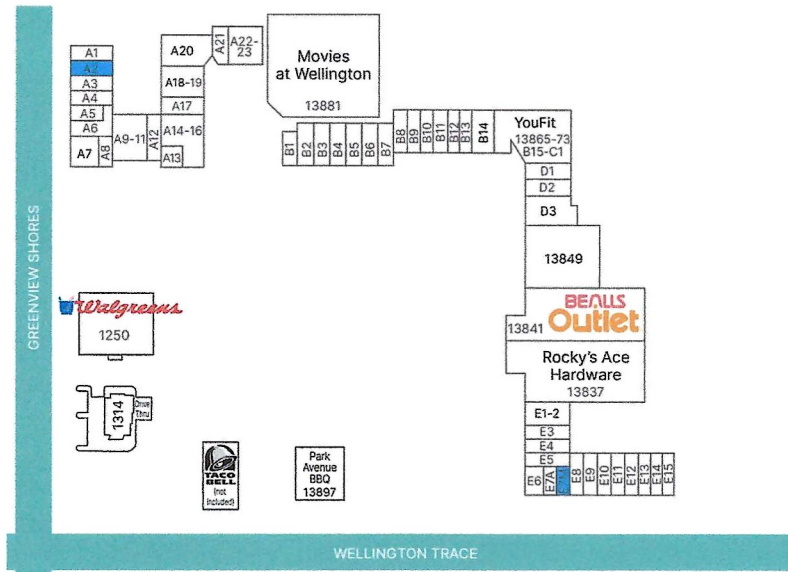 A1
A2
A3
A4
A5
A6
A7
A8
A9-11
A12
A13
A14-16
A17
A18-19
A20
A21
A22-
23
Movies
at Wellington
13881
B1
B2
B3
B4
B5
B6
B7
B8
B9
B10
B11
B12
B13
B14
YouFit
13865-73
B15-C1
D1
D2
D3
13849
BEALLS
Outlet
13841
Rocky's Ace
Hardware
13837
E1-2
E3
E4
E5
E6
E7A
E8
E9
E10
E11
E12
E13
E14
E15
GREENVIEW SHORES
Walgreens
1250
1314
Drive
Thru
TACO
BELL
(not
included)
Park
Avenue
BBQ
13897
WELLINGTON TRACE